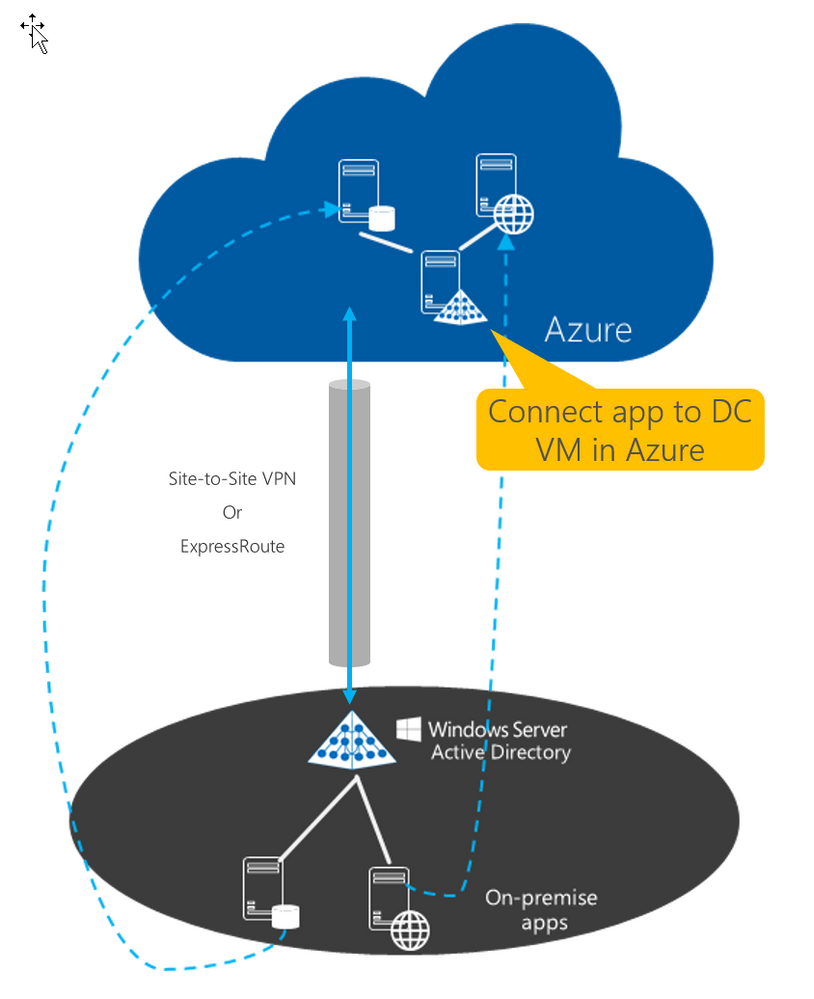 Azure
Connect app to DC
VM in Azure
Site-to-Site VPN
Or
ExpressRoute
Windows Server
Active Directory
On-premise
apps